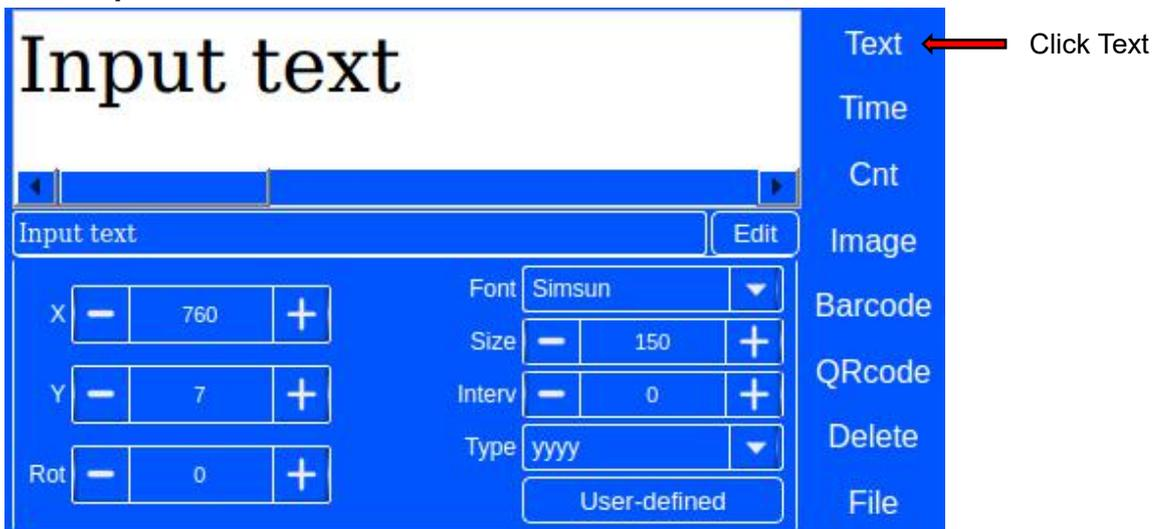 Input text
Input text
Edit
X
760
Y
7
Rot
0
Font
Simsun
Size
150
Interv
0
Type
yyyy
User-defined
Text
Time
Cnt
Image
Barcode
QRcode
Delete
File
Click Text